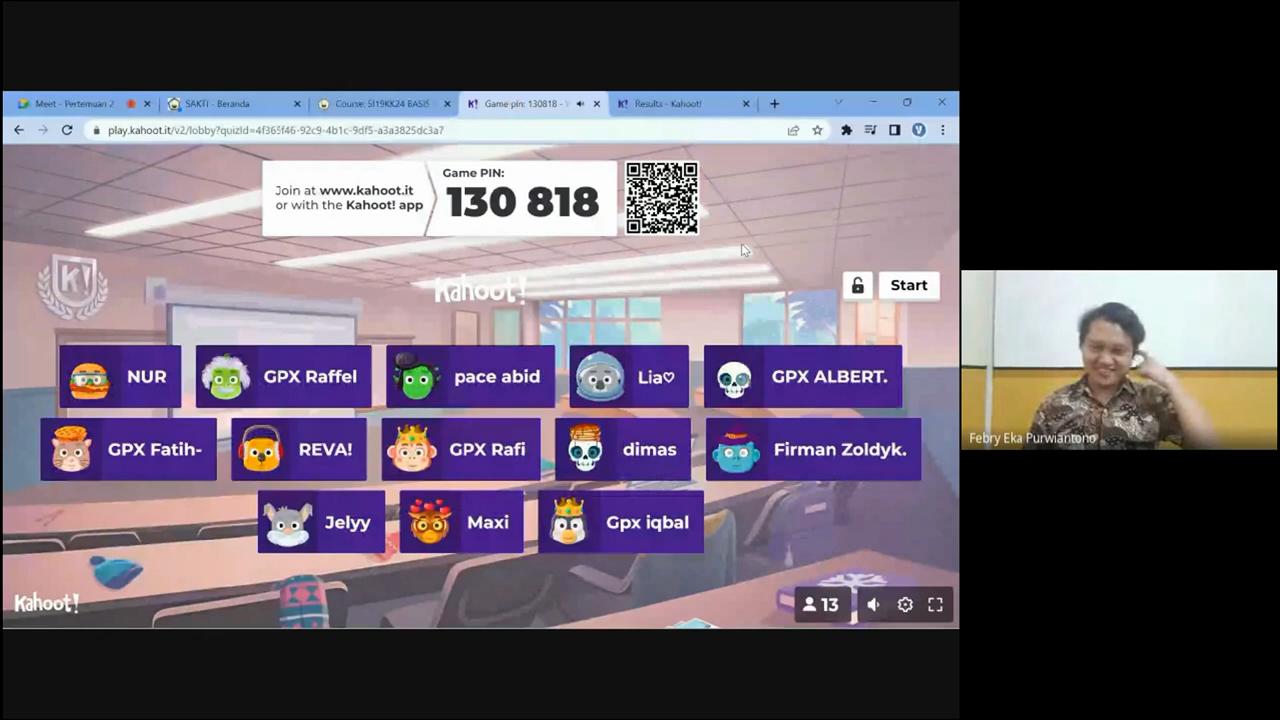 Meet - Pertemuan 2
SAKTI - Beranda
Course: SI19KK24 BASIS
Game pin: 130818 -
Results - Kahoot!
play.kahoot.it/v2/lobby?quizId=4f365f46-92c9-4b1c-9df5-a3a3825dc3a7
V
Join at www.kahoot.it
or with the Kahoot! app
Game PIN:
130 818
K!
Kahoot!
Start
NUR
GPX Raffel
pace abid
Lia♡
GPX ALBERT.
GPX Fatih-
REVA!
GPX Rafi
dimas
Firman Zoldyk.
Jelyy
Maxi
Gpx iqbal
Kahoot!
13
Febry Eka Purwiantono